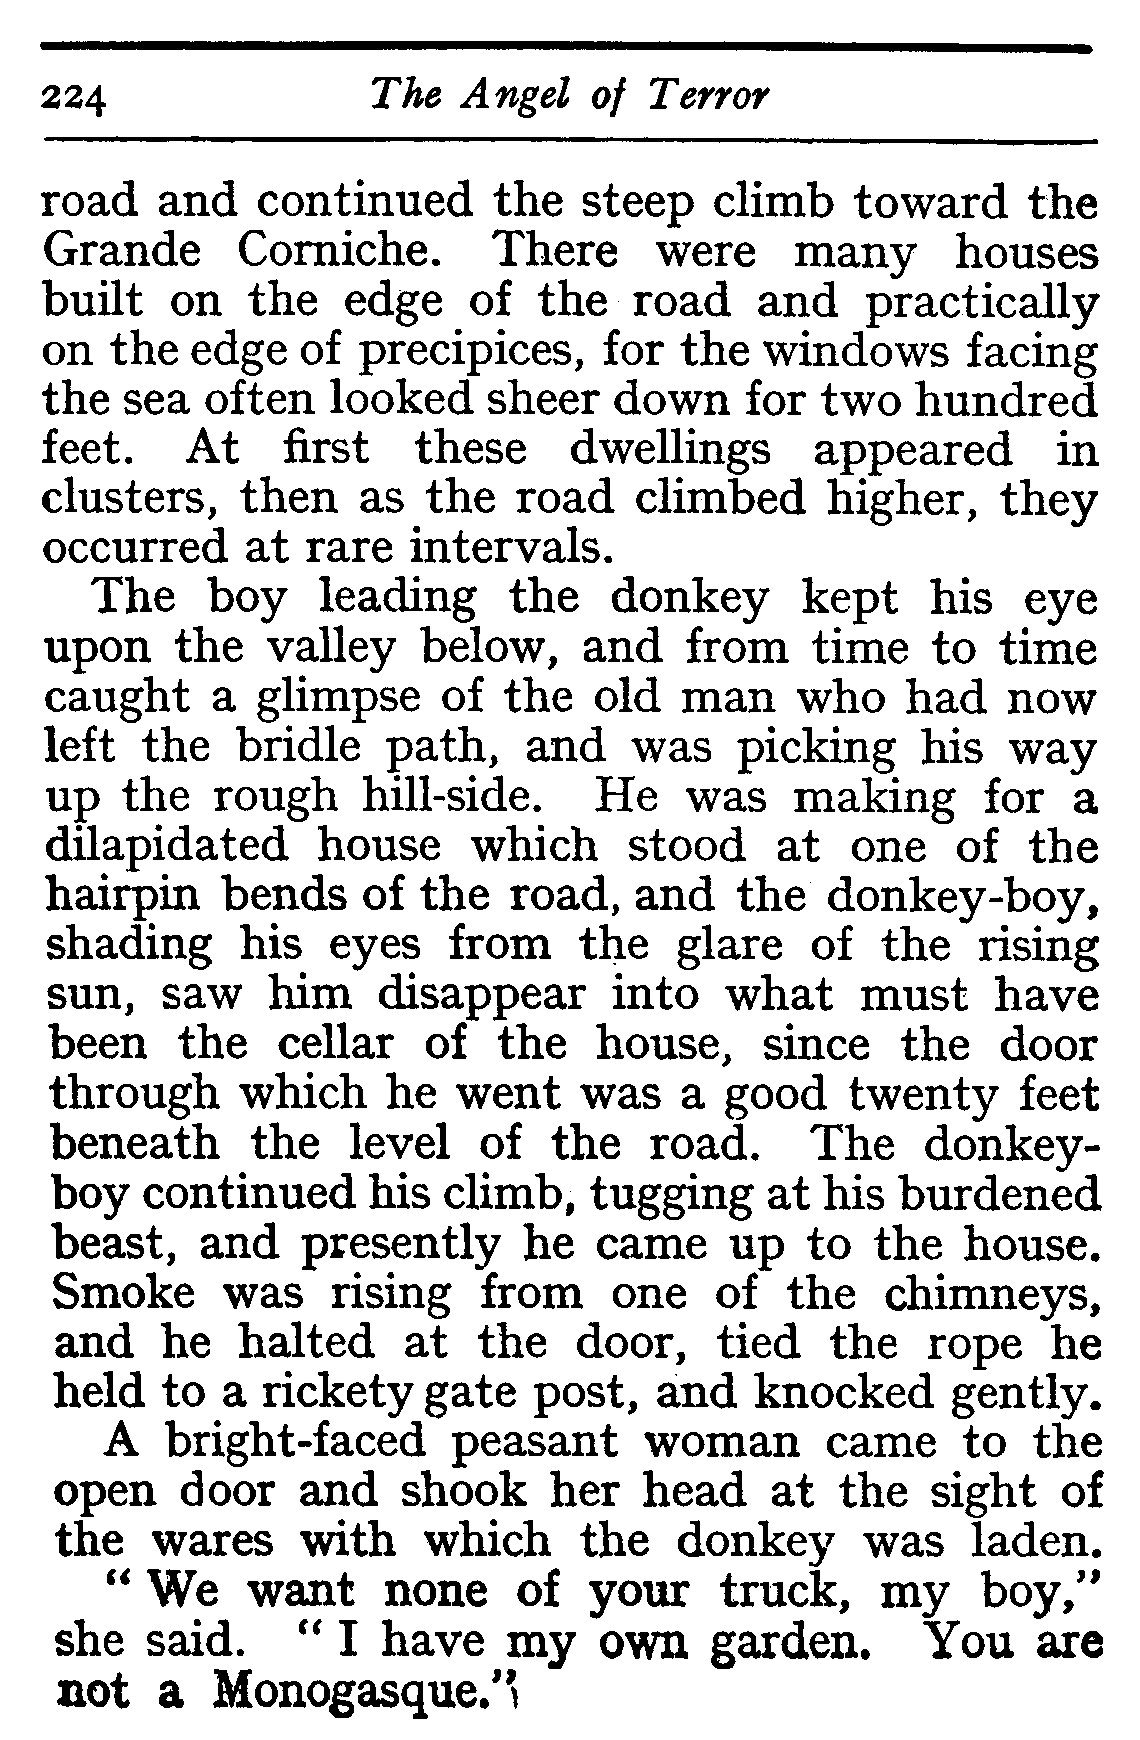 224 The Angel of Terror
road and continued the steep climb toward the
Grande Corniche. There were many houses
built on the edge of the road and practically
on the edge of precipices, for the windows facing
the sea often looked sheer down for two hundred
feet. At first these dwellings appeared in
clusters, then as the road climbed higher, they
occurred at rare intervals.
The boy leading the donkey kept his eye
upon the valley below, and from time to time
caught a glimpse of the old man who had now
left the bridle path, and was picking his way
up the rough hill-side. He was making for a
dilapidated house which stood at one of the
hairpin bends of the road, and the donkey-boy,
shading his eyes from the glare of the rising
sun, saw him disappear into what must have
been the cellar of the house, since the door
through which he went was a good twenty feet
beneath the level of the road. The donkey-
boy continued his climb, tugging at his burdened
beast, and presently he came up to the house.
Smoke was rising from one of the chimneys,
and he halted at the door, tied the rope he
held to a rickety gate post, and knocked gently.
A bright-faced peasant woman came to the
open door and shook her head at the sight of
the wares with which the donkey was laden.
“ We want none of your truck, my boy,”
she said. “ I have my own garden. You are
not a Monogasque.”